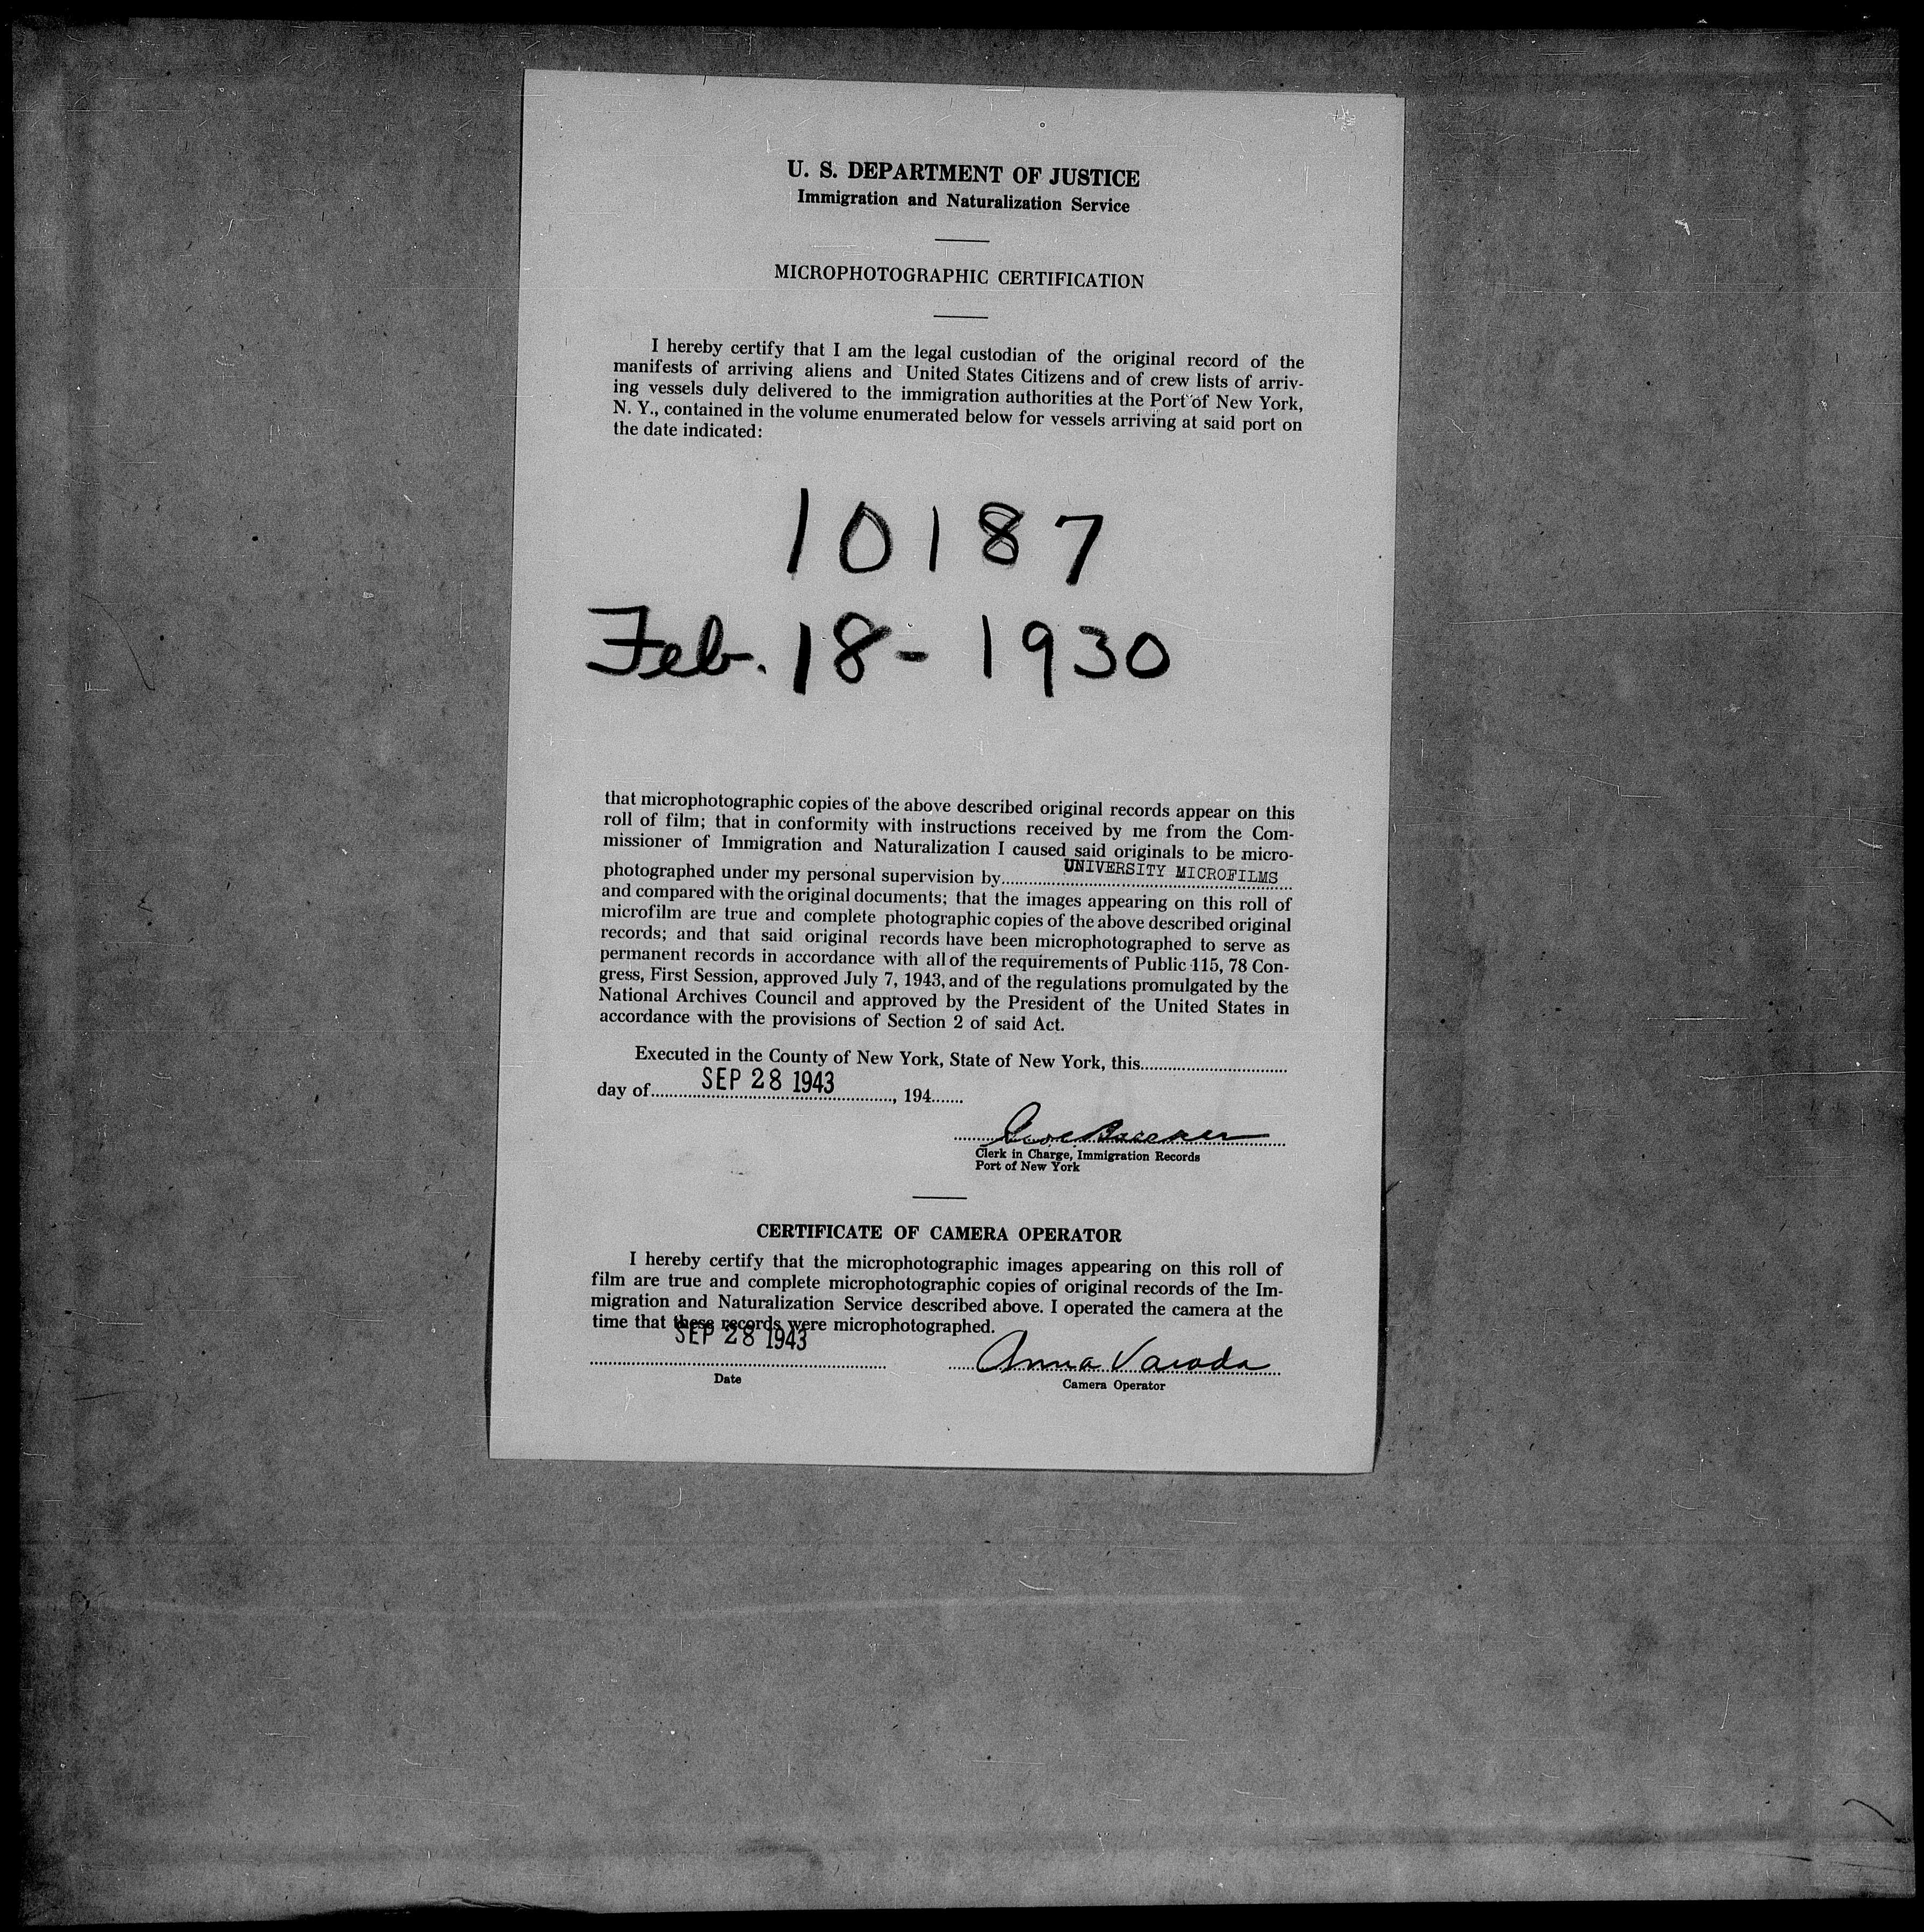 U. S. DEPARTMENT OF JUSTICE
Immigration and Naturalization Service
MICROPHOTOGRAPHIC CERTIFICATION
I hereby certify that I am the legal custodian of the original record of the
manifests of arriving aliens and United States Citizens and of crew lists of arriv-
ing vessels duly delivered to the immigration authorities at the Port of New York,
N. Y., contained in the volume enumerated below for vessels arriving at said port on
the date indicated:
10187
Feb. 18 - 1930
that microphotographic copies of the above described original records appear on this
roll of film; that in conformity with instructions received by me from the Com-
missioner of Immigration and Naturalization I caused said originals to be micro-
photographed under my personal supervision by UNIVERSITY MICROFILMS
and compared with the original documents; that the images appearing on this roll of
microfilm are true and complete photographic copies of the above described original
records; and that said original records have been microphotographed to serve as
permanent records in accordance with all of the requirements of Public 115, 78 Con-
gress, First Session, approved July 7, 1943, and of the regulations promulgated by the
National Archives Council and approved by the President of the United States in
accordance with the provisions of Section 2 of said Act.
Executed in the County of New York, State of New York, this
day of SEP 28 1943, 194
Clerk in Charge, Immigration Records
Port of New York
CERTIFICATE OF CAMERA OPERATOR
I hereby certify that the microphotographic images appearing on this roll of
film are true and complete microphotographic copies of original records of the Im-
migration and Naturalization Service described above. I operated the camera at the
time that these records were microphotographed.
SEP 28 1943 Anna
Date Camera Operator